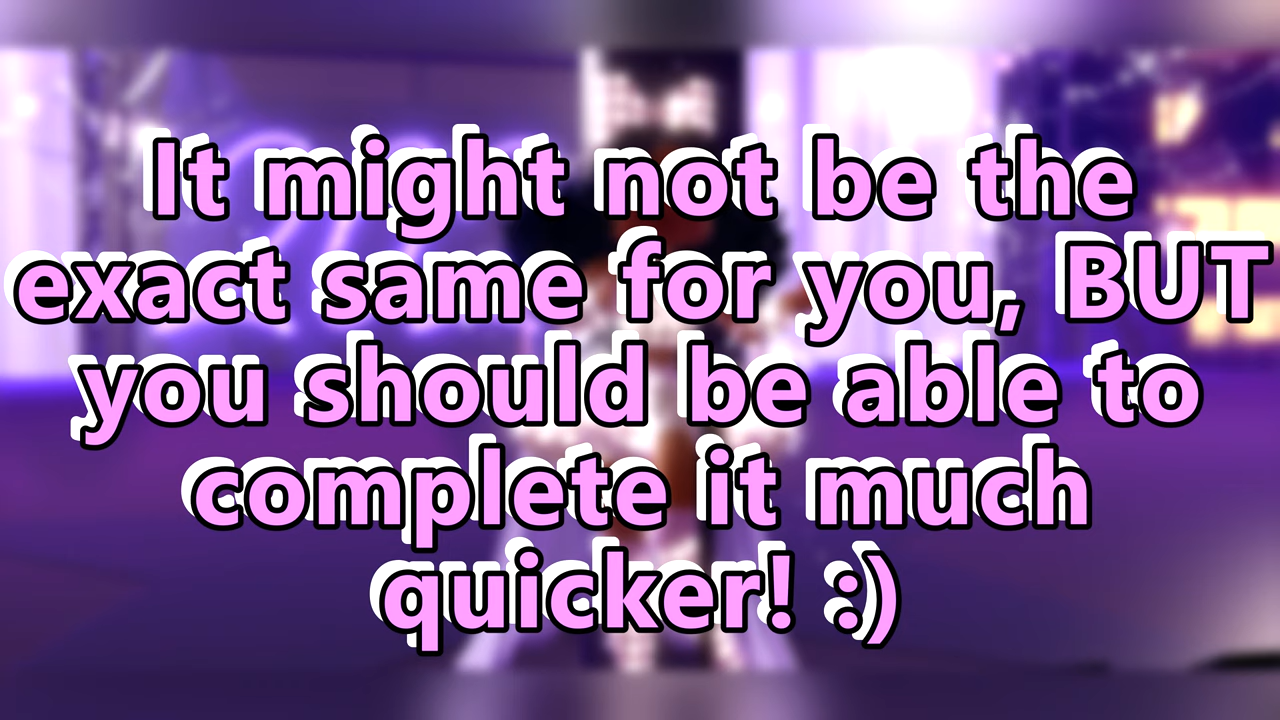 It might not be the
exact same for you, BUT
you should be able to
complete it much
quicker! :)